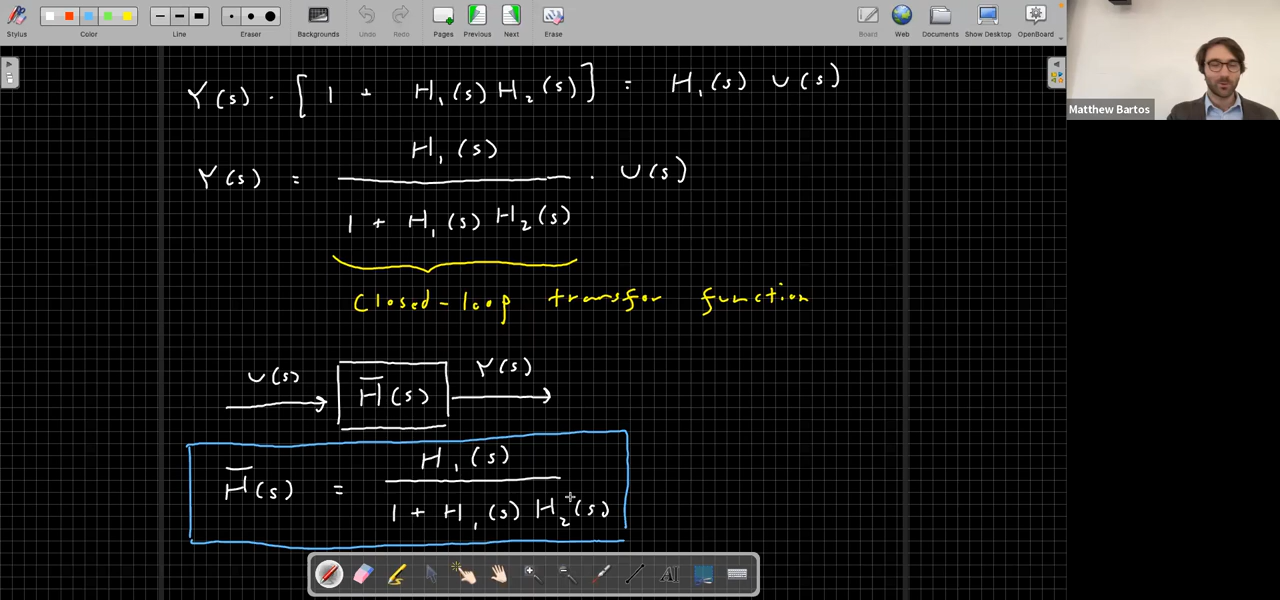 Stylus Color Line Eraser Backgrounds Undo Redo Pages Previous Next Erase Board Web Documents Show Desktop OpenBoard
Matthew Bartos
Y(s) · [ 1 + H₁(s) H₂(s) ] = H₁(s) U(s)
Y(s) = H₁(s) / 1 + H₁(s) H₂(s) · U(s)
Closed-loop transfer function
U(s) H̅(s) Y(s)
H̅(s) = H₁(s) / 1 + H₁(s) H₂(s)
AI